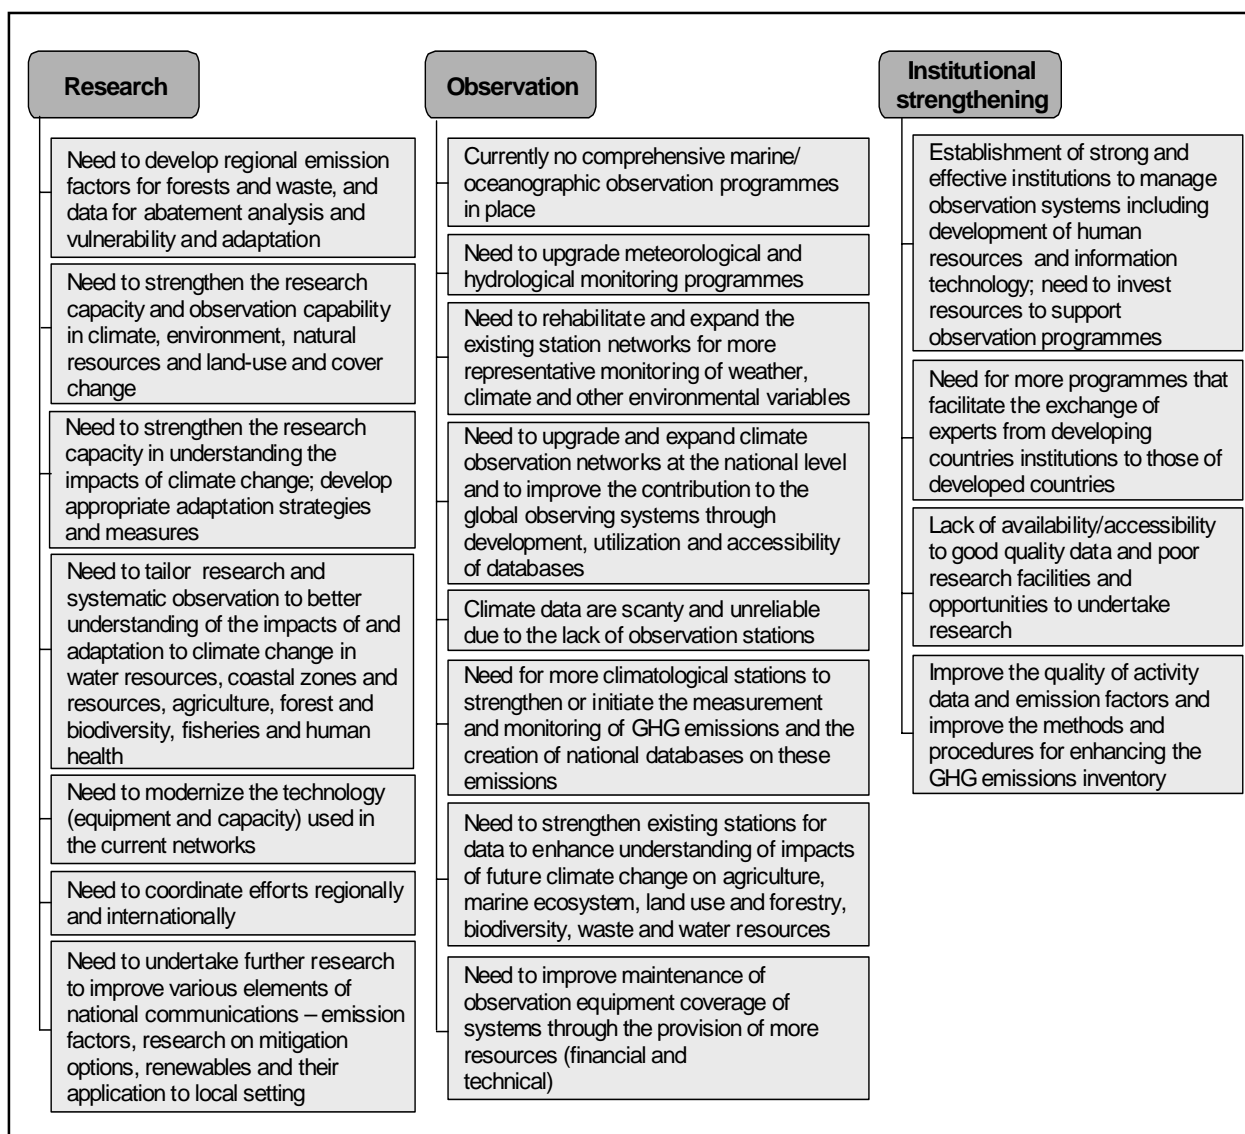 Research
Need to develop regional emission
factors for forests and waste, and
data for abatement analysis and
vulnerability and adaptation
Need to strengthen the research
capacity and observation capability
in climate, environment, natural
resources and land-use and cover
change
Need to strengthen the research
capacity in understanding the
impacts of climate change; develop
appropriate adaptation strategies
and measures
Need to tailor research and
systematic observation to better
understanding of the impacts of and
adaptation to climate change in
water resources, coastal zones and
resources, agriculture, forest and
biodiversity, fisheries and human
health
Need to modernize the technology
(equipment and capacity) used in
the current networks
Need to coordinate efforts regionally
and internationally
Need to undertake further research
to improve various elements of
national communications – emission
factors, research on mitigation
options, renewables and their
application to local setting
Observation
Currently no comprehensive marine/
oceanographic observation programmes
in place
Need to upgrade meteorological and
hydrological monitoring programmes
Need to rehabilitate and expand the
existing station networks for more
representative monitoring of weather,
climate and other environmental variables
Need to upgrade and expand climate
observation networks at the national level
and to improve the contribution to the
global observing systems through
development, utilization and accessibility
of databases
Climate data are scanty and unreliable
due to the lack of observation stations
Need for more climatological stations to
strengthen or initiate the measurement
and monitoring of GHG emissions and the
creation of national databases on these
emissions
Need to strengthen existing stations for
data to enhance understanding of impacts
of future climate change on agriculture,
marine ecosystem, land use and forestry,
biodiversity, waste and water resources
Need to improve maintenance of
observation equipment coverage of
systems through the provision of more
resources (financial and
technical)
Institutional
strengthening
Establishment of strong and
effective institutions to manage
observation systems including
development of human
resources and information
technology; need to invest
resources to support
observation programmes
Need for more programmes that
facilitate the exchange of
experts from developing
countries institutions to those of
developed countries
Lack of availability/accessibility
to good quality data and poor
research facilities and
opportunities to undertake
research
Improve the quality of activity
data and emission factors and
improve the methods and
procedures for enhancing the
GHG emissions inventory